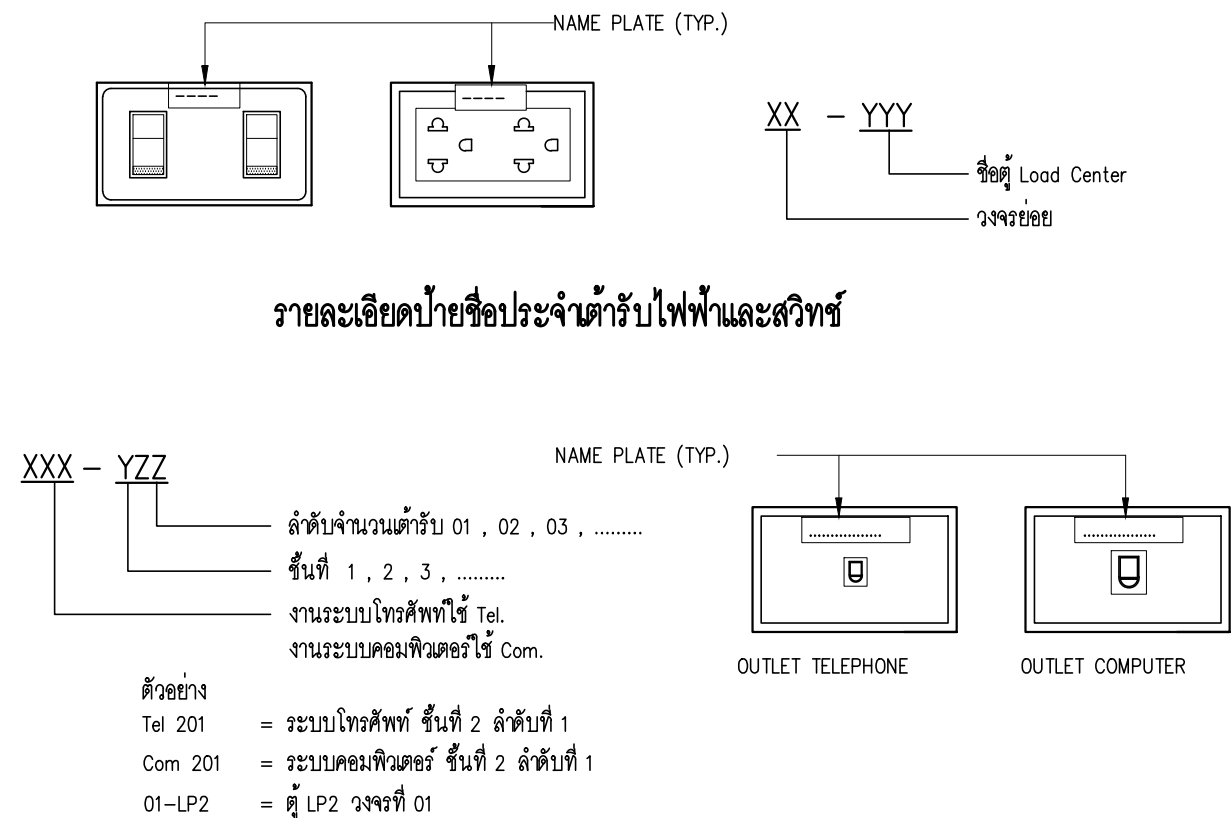 NAME PLATE (TYP.)
----
----
XX - YYY
ชื่อตู้ Load Center
วงจรย่อย
รายละเอียดป้ายชื่อประจำเต้ารับไฟฟ้าและสวิทช์
XXX - YZZ
ลำดับจำนวนเต้ารับ 01 , 02 , 03 , .........
ชั้นที่ 1 , 2 , 3 , .........
งานระบบโทรศัพท์ใช้ Tel.
งานระบบคอมพิวเตอร์ใช้ Com.
NAME PLATE (TYP.)
.................
.................
OUTLET TELEPHONE
OUTLET COMPUTER
ตัวอย่าง
Tel 201 = ระบบโทรศัพท์ ชั้นที่ 2 ลำดับที่ 1
Com 201 = ระบบคอมพิวเตอร์ ชั้นที่ 2 ลำดับที่ 1
01-LP2 = ตู้ LP2 วงจรที่ 01